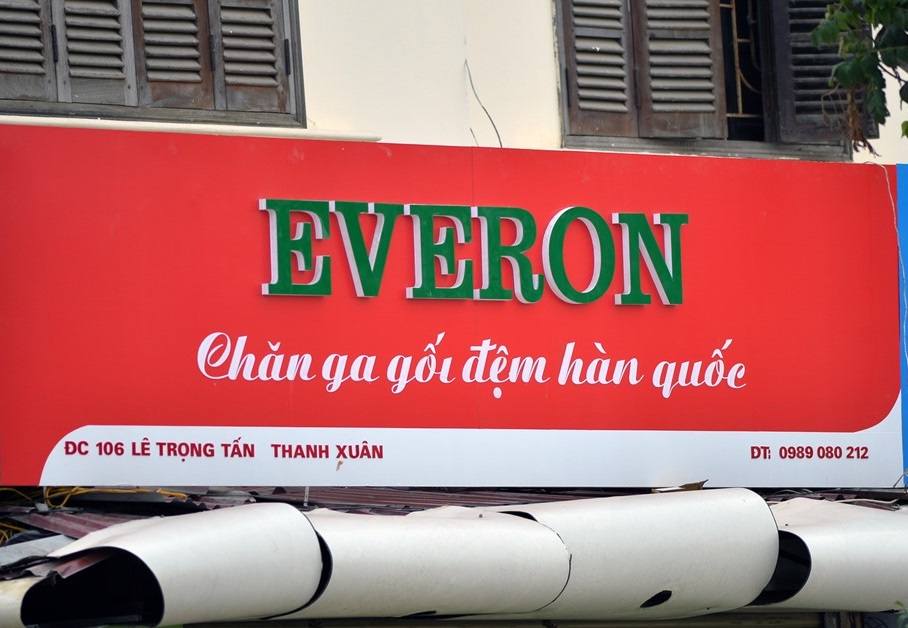 EVERON
Chăn ga gối đệm hàn quốc
ĐC 106 LÊ TRỌNG TẤN THANH XUÂN ĐT: 0989 080 212